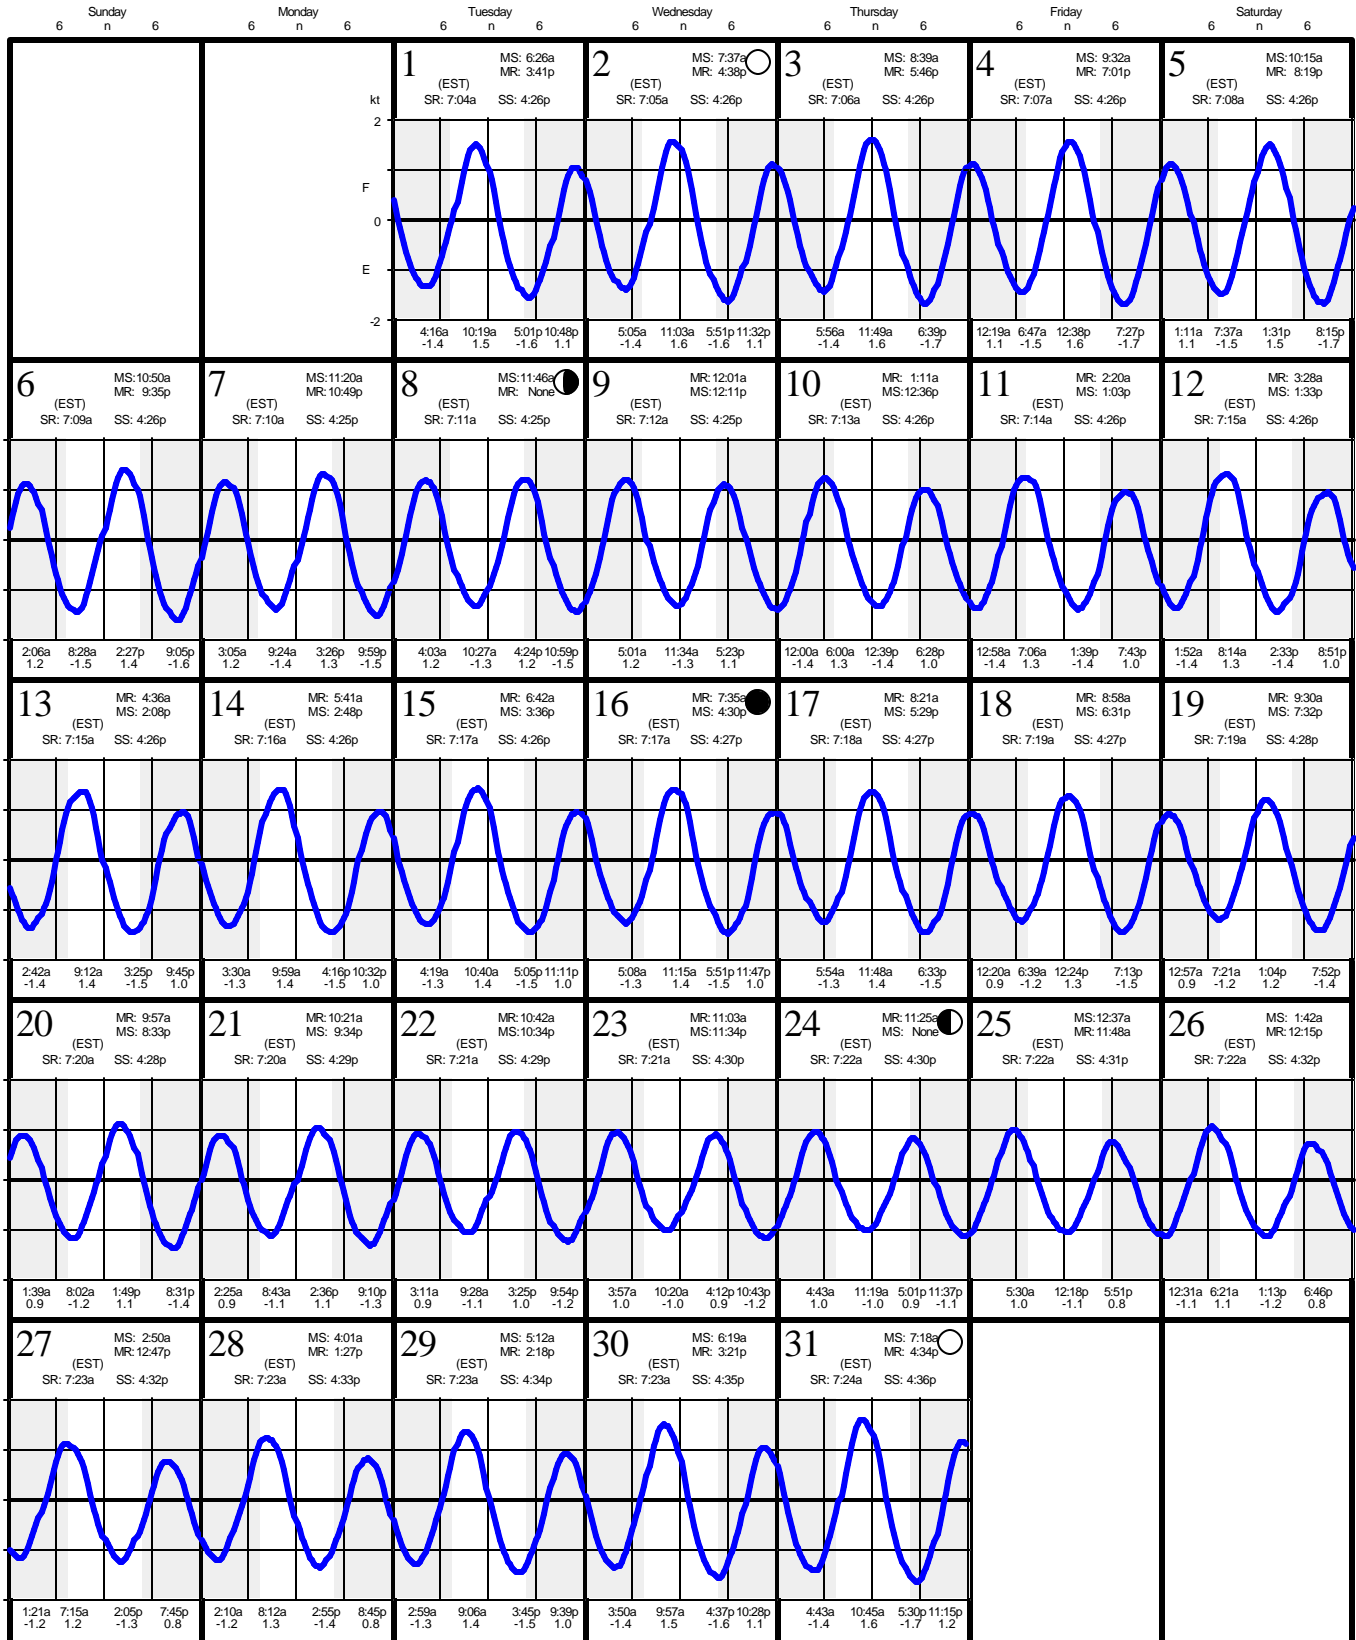 Sunday Monday Tuesday Wednesday Thursday Friday Saturday
6 n 6 6 n 6 6 n 6 6 n 6 6 n 6 6 n 6 6 n 6
kt
2
F
0
E
-2
1 MS: 6:26a
MR: 3:41p
(EST)
SR: 7:04a SS: 4:26p
4:16a 10:19a 5:01p 10:48p
-1.4 1.5 -1.6 1.1
2 MS: 7:37a
MR: 4:38p
(EST)
SR: 7:05a SS: 4:26p
5:05a 11:03a 5:51p 11:32p
-1.4 1.6 -1.6 1.1
3 MS: 8:39a
MR: 5:46p
(EST)
SR: 7:06a SS: 4:26p
5:56a 11:49a 6:39p
-1.4 1.6 -1.7
4 MS: 9:32a
MR: 7:01p
(EST)
SR: 7:07a SS: 4:26p
12:19a 6:47a 12:38p 7:27p
1.1 -1.5 1.6 -1.7
5 MS:10:15a
MR: 8:19p
(EST)
SR: 7:08a SS: 4:26p
1:11a 7:37a 1:31p 8:15p
1.1 -1.5 1.5 -1.7
6 MS:10:50a
MR: 9:35p
(EST)
SR: 7:09a SS: 4:26p
2:06a 8:28a 2:27p 9:05p
1.2 -1.5 1.4 -1.6
7 MS:11:20a
MR:10:49p
(EST)
SR: 7:10a SS: 4:25p
3:05a 9:24a 3:26p 9:59p
1.2 -1.4 1.3 -1.5
8 MS:11:46a
MR: None
(EST)
SR: 7:11a SS: 4:25p
4:03a 10:27a 4:24p 10:59p
1.2 -1.3 1.2 -1.5
9 MR:12:01a
MS:12:11p
(EST)
SR: 7:12a SS: 4:25p
5:01a 11:34a 5:23p
1.2 -1.3 1.1
10 MR: 1:11a
MS:12:36p
(EST)
SR: 7:13a SS: 4:26p
12:00a 6:00a 12:39p 6:28p
-1.4 1.3 -1.4 1.0
11 MR: 2:20a
MS: 1:03p
(EST)
SR: 7:14a SS: 4:26p
12:58a 7:06a 1:39p 7:43p
-1.4 1.3 -1.4 1.0
12 MR: 3:28a
MS: 1:33p
(EST)
SR: 7:15a SS: 4:26p
1:52a 8:14a 2:33p 8:51p
-1.4 1.3 -1.4 1.0
13 MR: 4:36a
MS: 2:08p
(EST)
SR: 7:15a SS: 4:26p
2:42a 9:12a 3:25p 9:45p
-1.4 1.4 -1.5 1.0
14 MR: 5:41a
MS: 2:48p
(EST)
SR: 7:16a SS: 4:26p
3:30a 9:59a 4:16p 10:32p
-1.3 1.4 -1.5 1.0
15 MR: 6:42a
MS: 3:36p
(EST)
SR: 7:17a SS: 4:26p
4:19a 10:40a 5:05p 11:11p
-1.3 1.4 -1.5 1.0
16 MR: 7:35a
MS: 4:30p
(EST)
SR: 7:17a SS: 4:27p
5:08a 11:15a 5:51p 11:47p
-1.3 1.4 -1.5 1.0
17 MR: 8:21a
MS: 5:29p
(EST)
SR: 7:18a SS: 4:27p
5:54a 11:48a 6:33p
-1.3 1.4 -1.5
18 MR: 8:58a
MS: 6:31p
(EST)
SR: 7:19a SS: 4:27p
12:20a 6:39a 12:24p 7:13p
0.9 -1.2 1.3 -1.5
19 MR: 9:30a
MS: 7:32p
(EST)
SR: 7:19a SS: 4:28p
12:57a 7:21a 1:04p 7:52p
0.9 -1.2 1.2 -1.4
20 MR: 9:57a
MS: 8:33p
(EST)
SR: 7:20a SS: 4:28p
1:39a 8:02a 1:49p 8:31p
0.9 -1.2 1.1 -1.4
21 MR:10:21a
MS: 9:34p
(EST)
SR: 7:20a SS: 4:29p
2:25a 8:43a 2:36p 9:10p
0.9 -1.1 1.1 -1.3
22 MR:10:42a
MS:10:34p
(EST)
SR: 7:21a SS: 4:29p
3:11a 9:28a 3:25p 9:54p
0.9 -1.1 1.0 -1.2
23 MR:11:03a
MS:11:34p
(EST)
SR: 7:21a SS: 4:30p
3:57a 10:20a 4:12p 10:43p
1.0 -1.0 0.9 -1.2
24 MR:11:25a
MS: None
(EST)
SR: 7:22a SS: 4:30p
4:43a 11:19a 5:01p 11:37p
1.0 -1.0 0.9 -1.1
25 MS:12:37a
MR:11:48a
(EST)
SR: 7:22a SS: 4:31p
5:30a 12:18p 5:51p
1.0 -1.1 0.8
26 MS: 1:42a
MR:12:15p
(EST)
SR: 7:22a SS: 4:32p
12:31a 6:21a 1:13p 6:46p
-1.1 1.1 -1.2 0.8
27 MS: 2:50a
MR:12:47p
(EST)
SR: 7:23a SS: 4:32p
1:21a 7:15a 2:05p 7:45p
-1.2 1.2 -1.3 0.8
28 MS: 4:01a
MR: 1:27p
(EST)
SR: 7:23a SS: 4:33p
2:10a 8:12a 2:55p 8:45p
-1.2 1.3 -1.4 0.8
29 MS: 5:12a
MR: 2:18p
(EST)
SR: 7:23a SS: 4:34p
2:59a 9:06a 3:45p 9:39p
-1.3 1.4 -1.5 1.0
30 MS: 6:19a
MR: 3:21p
(EST)
SR: 7:23a SS: 4:35p
3:50a 9:57a 4:37p 10:28p
-1.4 1.5 -1.6 1.1
31 MS: 7:18a
MR: 4:34p
(EST)
SR: 7:24a SS: 4:36p
4:43a 10:45a 5:30p 11:15p
-1.4 1.6 -1.7 1.2